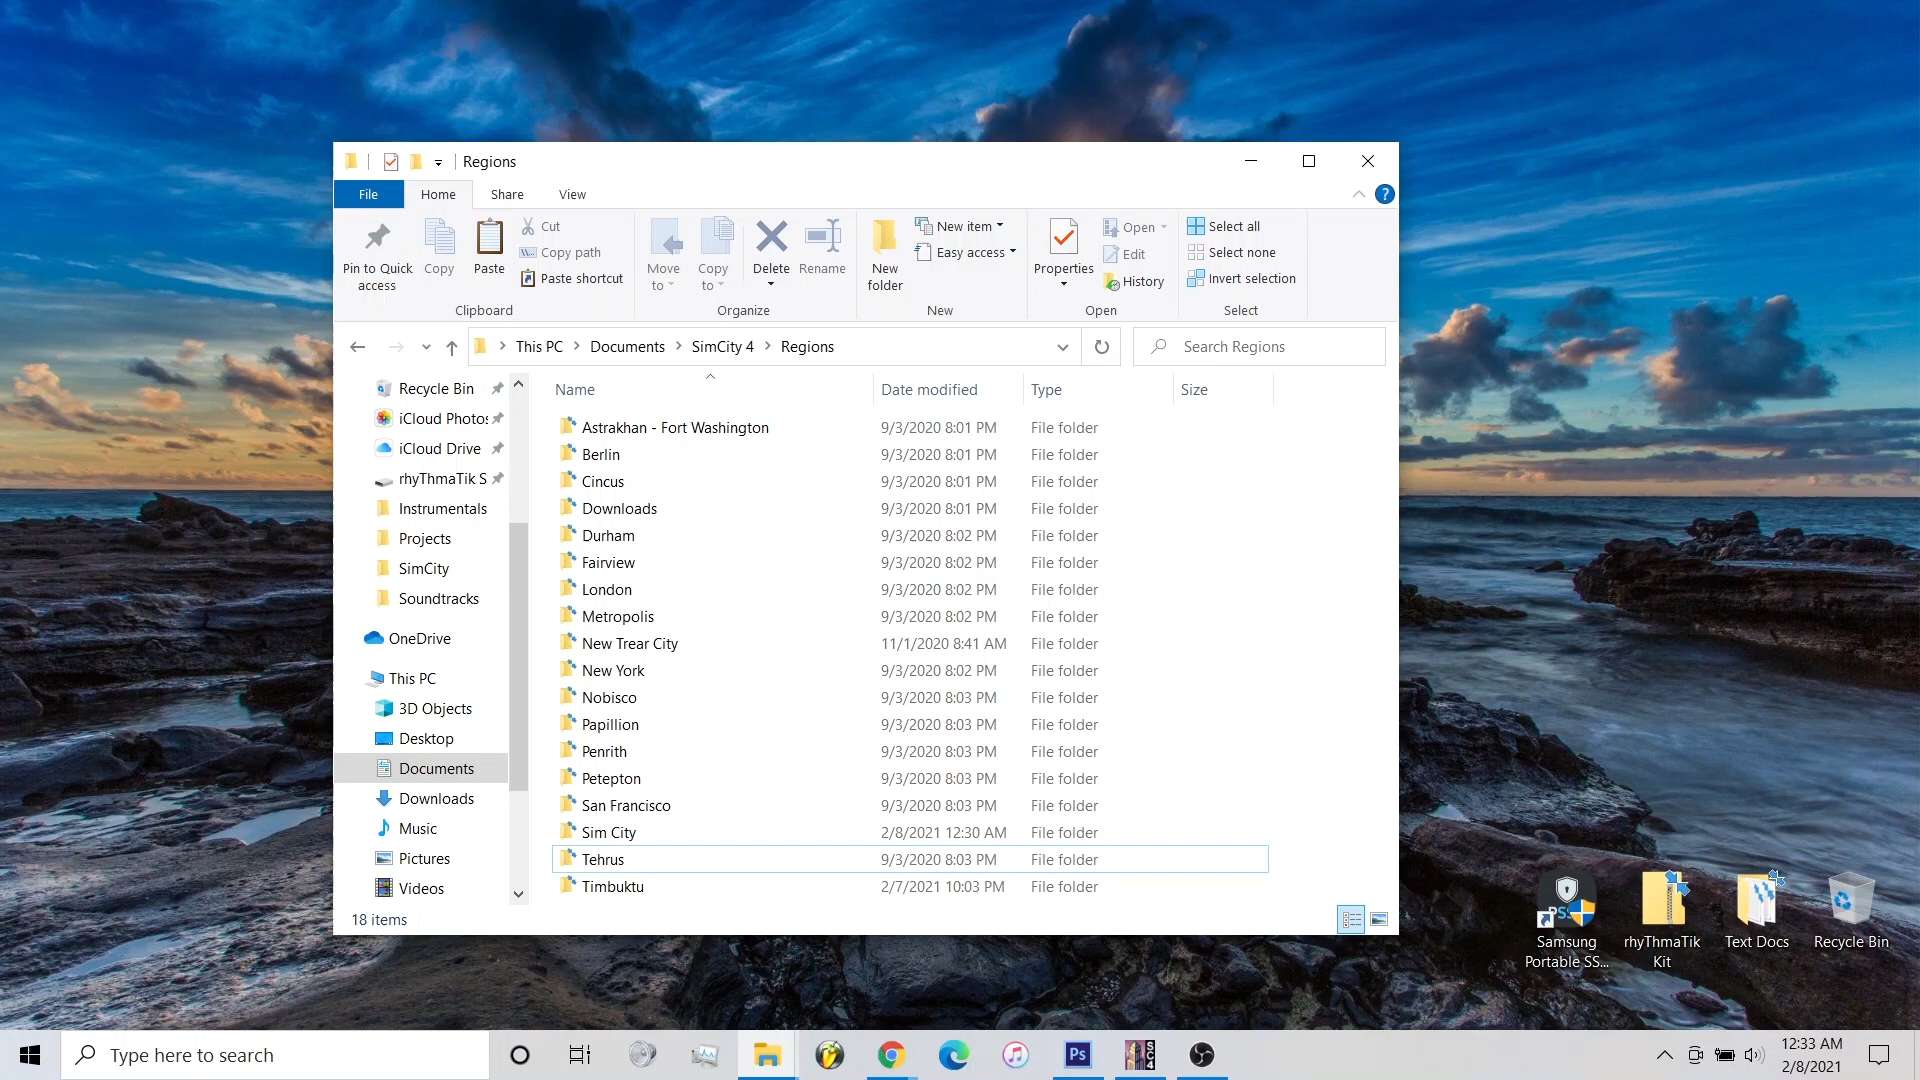 Regions
File Home Share View
Pin to Quick access
Copy
Paste
Cut
Copy path
Paste shortcut
Clipboard
Move to
Copy to
Delete
Rename
Organize
New folder
New item
Easy access
New
Properties
Open
Edit
History
Open
Select all
Select none
Invert selection
Select
This PC Documents SimCity 4 Regions
Search Regions
Recycle Bin
iCloud Photos
iCloud Drive
rhyThmaTik S
Instrumentals
Projects
SimCity
Soundtracks
OneDrive
This PC
3D Objects
Desktop
Documents
Downloads
Music
Pictures
Videos
Name Date modified Type Size
Astrakhan - Fort Washington 9/3/2020 8:01 PM File folder
Berlin 9/3/2020 8:01 PM File folder
Cincus 9/3/2020 8:01 PM File folder
Downloads 9/3/2020 8:01 PM File folder
Durham 9/3/2020 8:02 PM File folder
Fairview 9/3/2020 8:02 PM File folder
London 9/3/2020 8:02 PM File folder
Metropolis 9/3/2020 8:02 PM File folder
New Trear City 11/1/2020 8:41 AM File folder
New York 9/3/2020 8:02 PM File folder
Nobisco 9/3/2020 8:03 PM File folder
Papillion 9/3/2020 8:03 PM File folder
Penrith 9/3/2020 8:03 PM File folder
Petepton 9/3/2020 8:03 PM File folder
San Francisco 9/3/2020 8:03 PM File folder
Sim City 2/8/2021 12:30 AM File folder
Tehrus 9/3/2020 8:03 PM File folder
Timbuktu 2/7/2021 10:03 PM File folder
18 items
Samsung
Portable SS...
rhyThmaTik
Kit
Text Docs
Recycle Bin
Type here to search
Ps
SC4
12:33 AM
2/8/2021